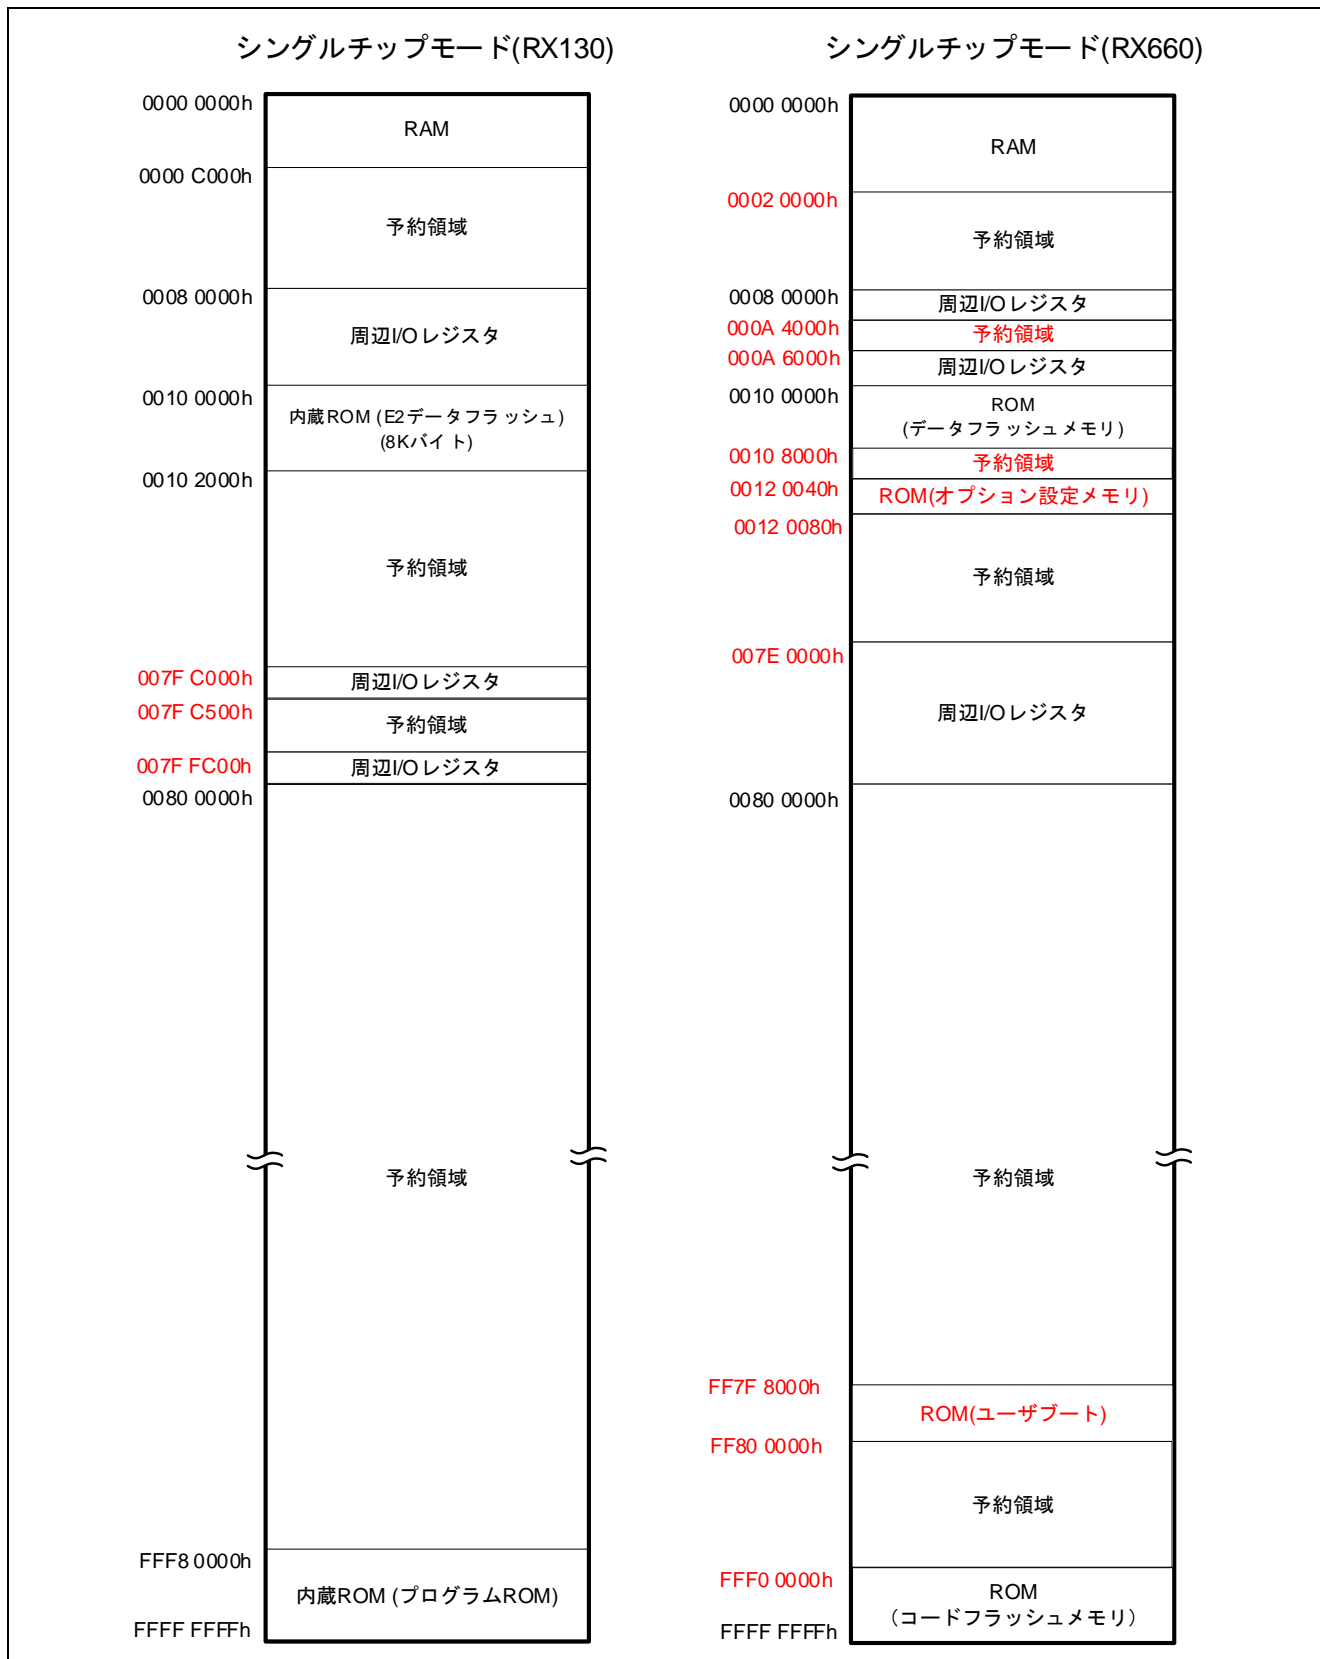 シングルチップモード(RX130)
0000 0000h
RAM
0000 C000h
予約領域
0008 0000h
周辺I/Oレジスタ
0010 0000h
内蔵ROM (E2データフラッシュ)
(8Kバイト)
0010 2000h
予約領域
007F C000h
周辺I/Oレジスタ
007F C500h
予約領域
007F FC00h
周辺I/Oレジスタ
0080 0000h
予約領域
FFF8 0000h
内蔵ROM (プログラムROM)
FFFF FFFFh
シングルチップモード(RX660)
0000 0000h
RAM
0002 0000h
予約領域
0008 0000h
周辺I/Oレジスタ
000A 4000h
予約領域
000A 6000h
周辺I/Oレジスタ
0010 0000h
ROM
(データフラッシュメモリ)
0010 8000h
予約領域
0012 0040h
ROM(オプション設定メモリ)
0012 0080h
予約領域
007E 0000h
周辺I/Oレジスタ
0080 0000h
予約領域
FF7F 8000h
ROM(ユーザブート)
FF80 0000h
予約領域
FFF0 0000h
ROM
(コードフラッシュメモリ)
FFFF FFFFh